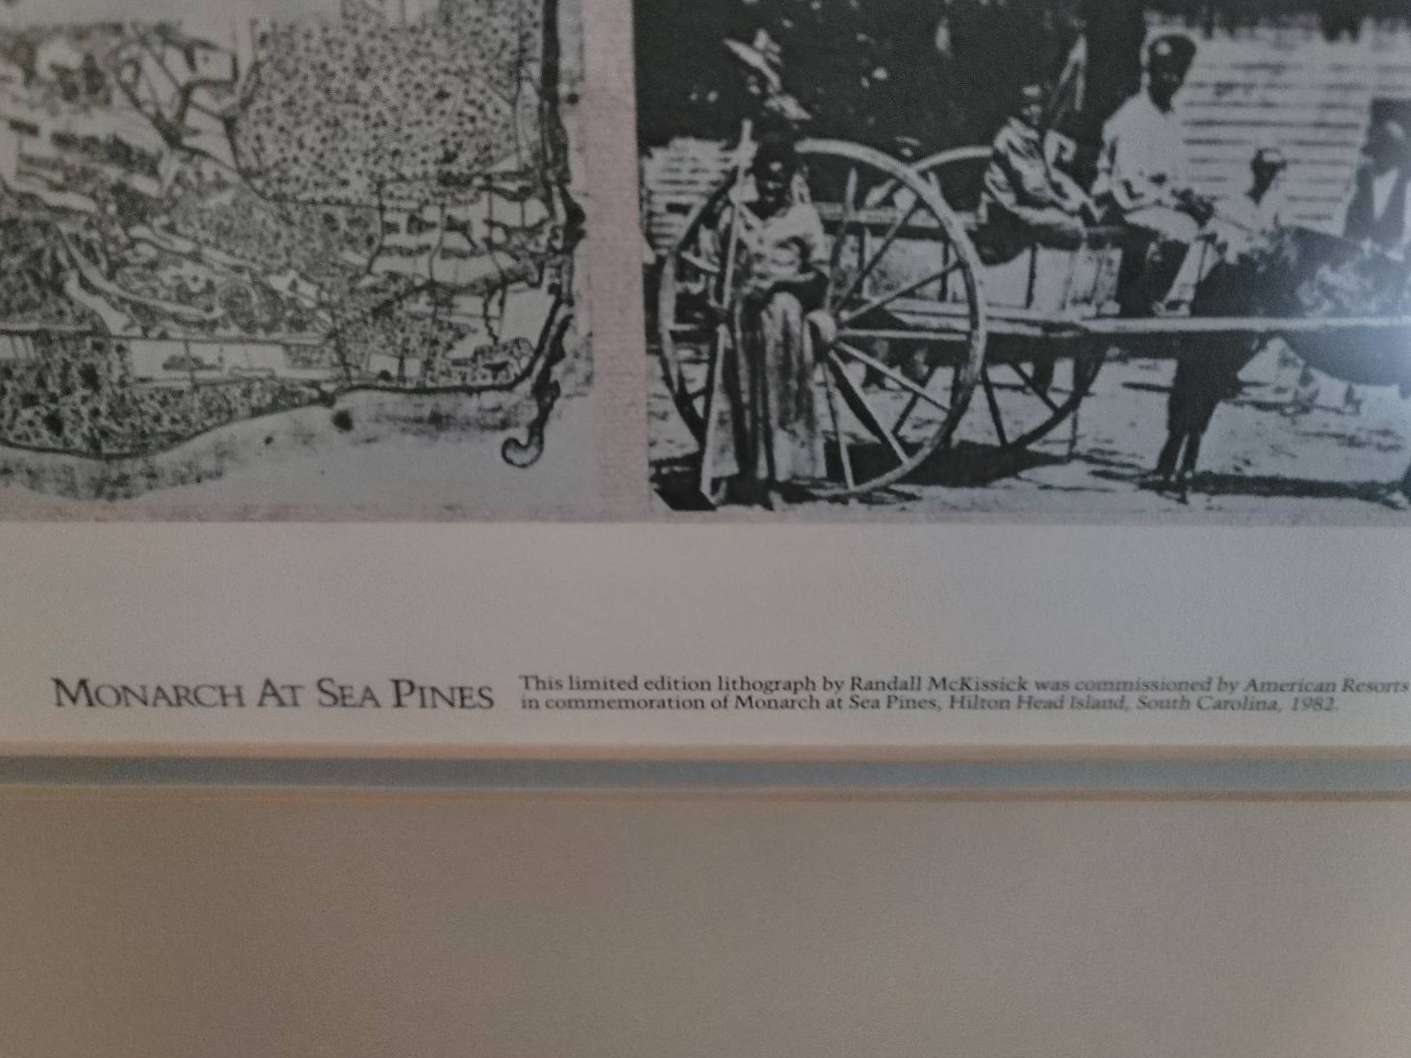 MONARCH AT SEA PINES
This limited edition lithograph by Randall McKissick was commissioned by American Resorts
in commemoration of Monarch at Sea Pines, Hilton Head Island, South Carolina, 1982.